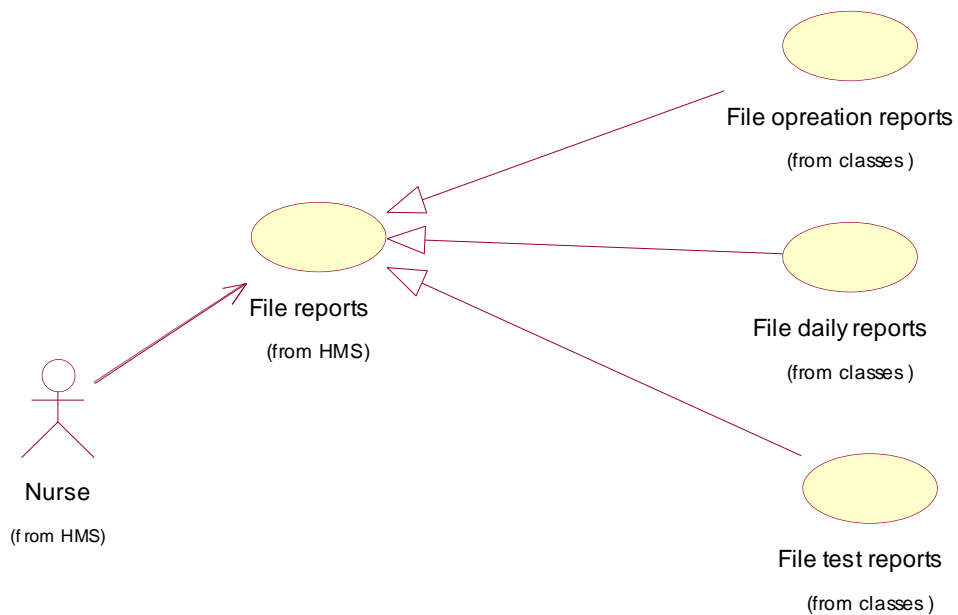 File opreation reports
(from classes)
File reports
(from HMS)
File daily reports
(from classes)
Nurse
(from HMS)
File test reports
(from classes)